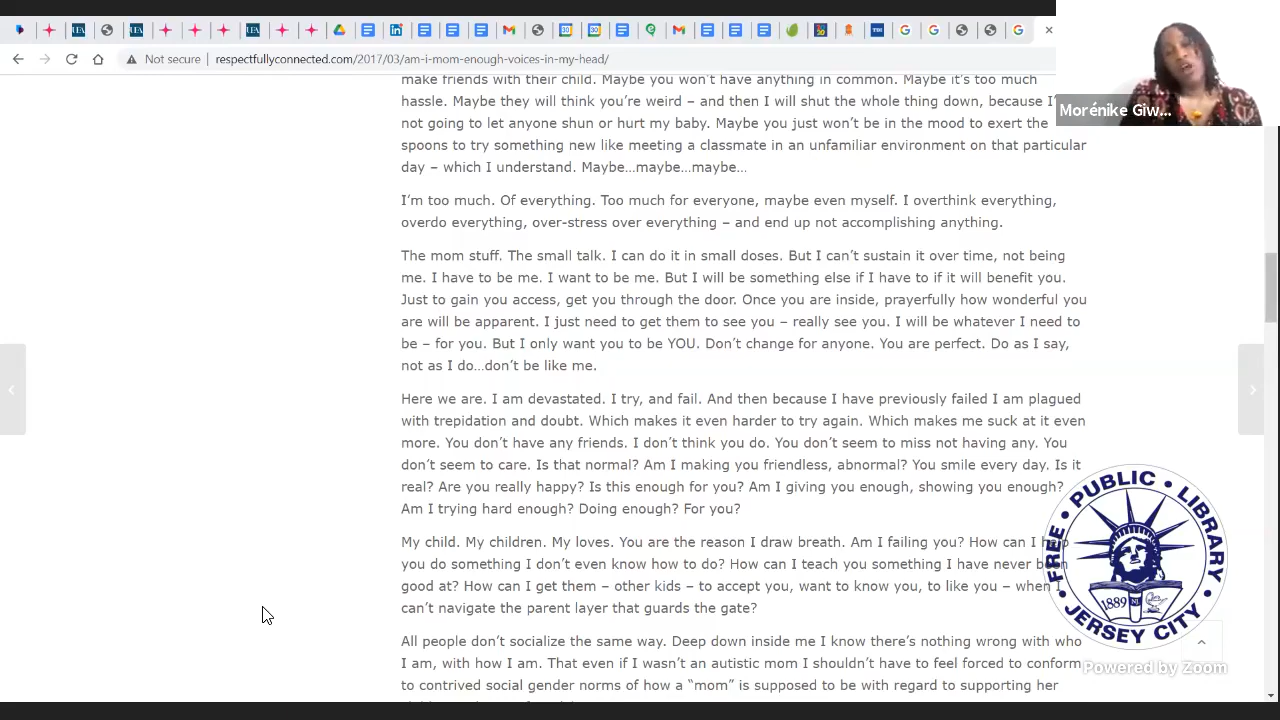 Not secure
respectfullyconnected.com/2017/03/am-i-mom-enough-voices-in-my-head/
Morénike Giw...
make friends with their child. Maybe you won't have anything in common. Maybe it's too much
hassle. Maybe they will think you're weird – and then I will shut the whole thing down, because
not going to let anyone shun or hurt my baby. Maybe you just won't be in the mood to exert the
spoons to try something new like meeting a classmate in an unfamiliar environment on that particular
day – which I understand. Maybe…maybe…maybe…
I'm too much. Of everything. Too much for everyone, maybe even myself. I overthink everything,
overdo everything, over-stress over everything – and end up not accomplishing anything.
The mom stuff. The small talk. I can do it in small doses. But I can't sustain it over time, not being
me. I have to be me. I want to be me. But I will be something else if I have to if it will benefit you.
Just to gain you access, get you through the door. Once you are inside, prayerfully how wonderful you
are will be apparent. I just need to get them to see you – really see you. I will be whatever I need to
be – for you. But I only want you to be YOU. Don't change for anyone. You are perfect. Do as I say,
not as I do…don't be like me.
Here we are. I am devastated. I try, and fail. And then because I have previously failed I am plagued
with trepidation and doubt. Which makes it even harder to try again. Which makes me suck at it even
more. You don't have any friends. I don't think you do. You don't seem to miss not having any. You
don't seem to care. Is that normal? Am I making you friendless, abnormal? You smile every day. Is it
real? Are you really happy? Is this enough for you? Am I giving you enough, showing you enough?
Am I trying hard enough? Doing enough? For you?
My child. My children. My loves. You are the reason I draw breath. Am I failing you? How can I help
you do something I don't even know how to do? How can I teach you something I have never been
good at? How can I get them – other kids – to accept you, want to know you, to like you – when I
can't navigate the parent layer that guards the gate?
All people don't socialize the same way. Deep down inside me I know there's nothing wrong with who
I am, with how I am. That even if I wasn't an autistic mom I shouldn't have to feel forced to conform
to contrived social gender norms of how a "mom" is supposed to be with regard to supporting her
FREE • PUBLIC • LIBRARY
1889
• JERSEY CITY •
Powered by Zoom